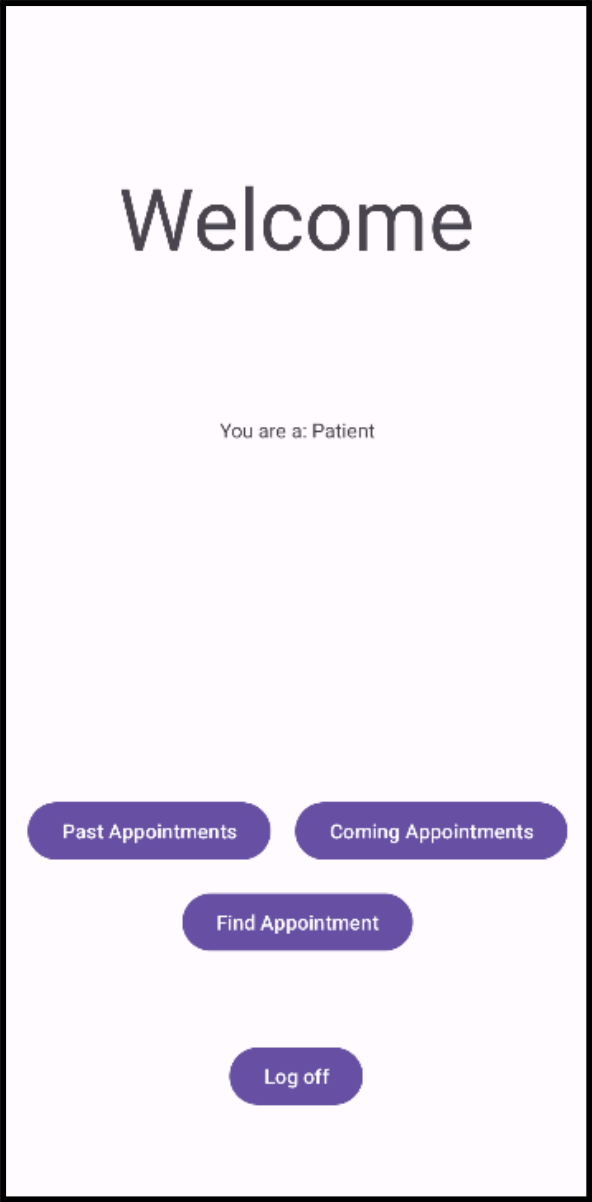 Welcome
You are a: Patient
Past Appointments
Coming Appointments
Find Appointment
Log off